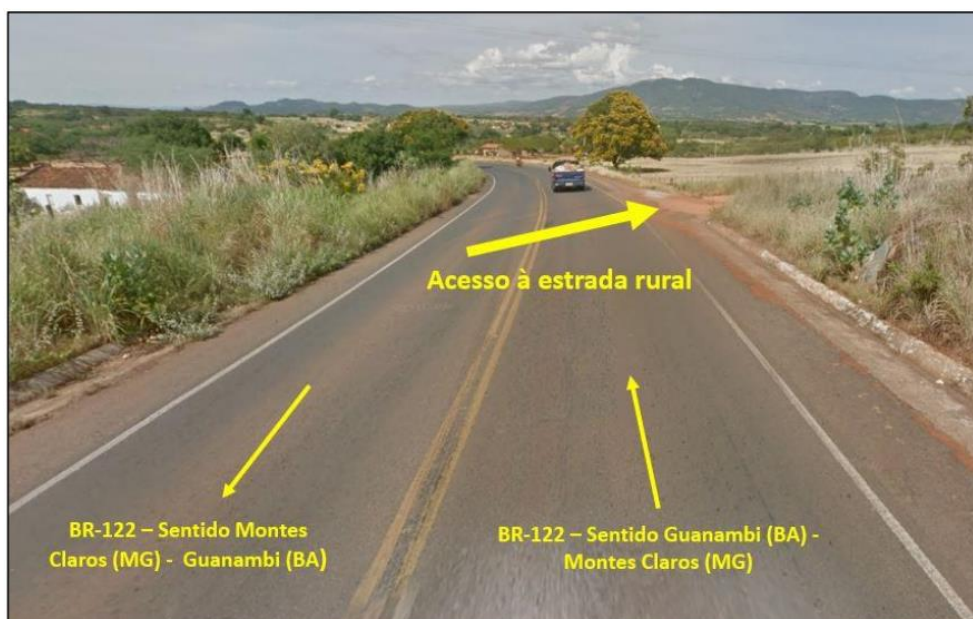 Acesso à estrada rural
BR-122 – Sentido Montes
Claros (MG) -  Guanambi (BA)
BR-122 – Sentido Guanambi (BA) -
Montes Claros (MG)